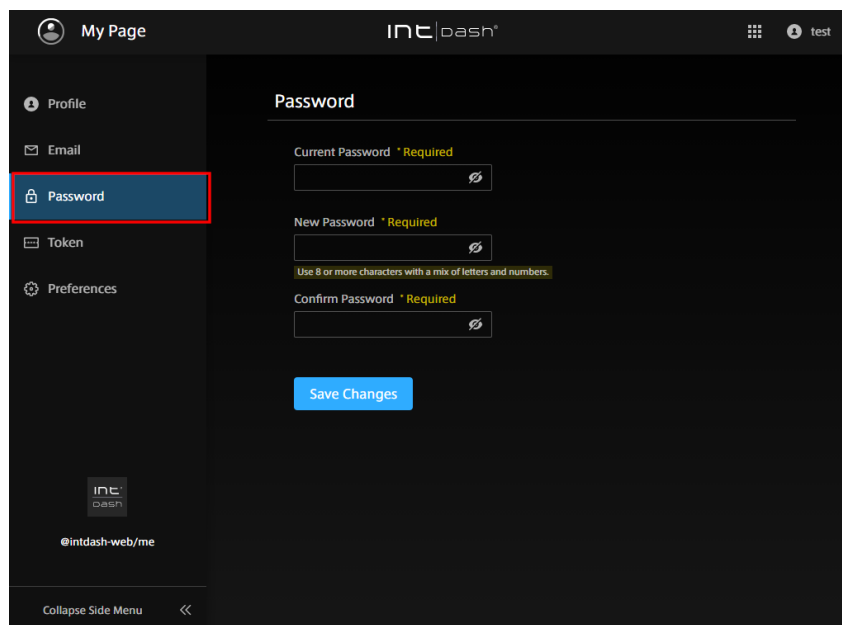 My Page
int|dash®
test
Profile
Email
Password
Token
Preferences
int®
dash
@intdash-web/me
Collapse Side Menu
Password
Current Password * Required
New Password * Required
Use 8 or more characters with a mix of letters and numbers.
Confirm Password * Required
Save Changes